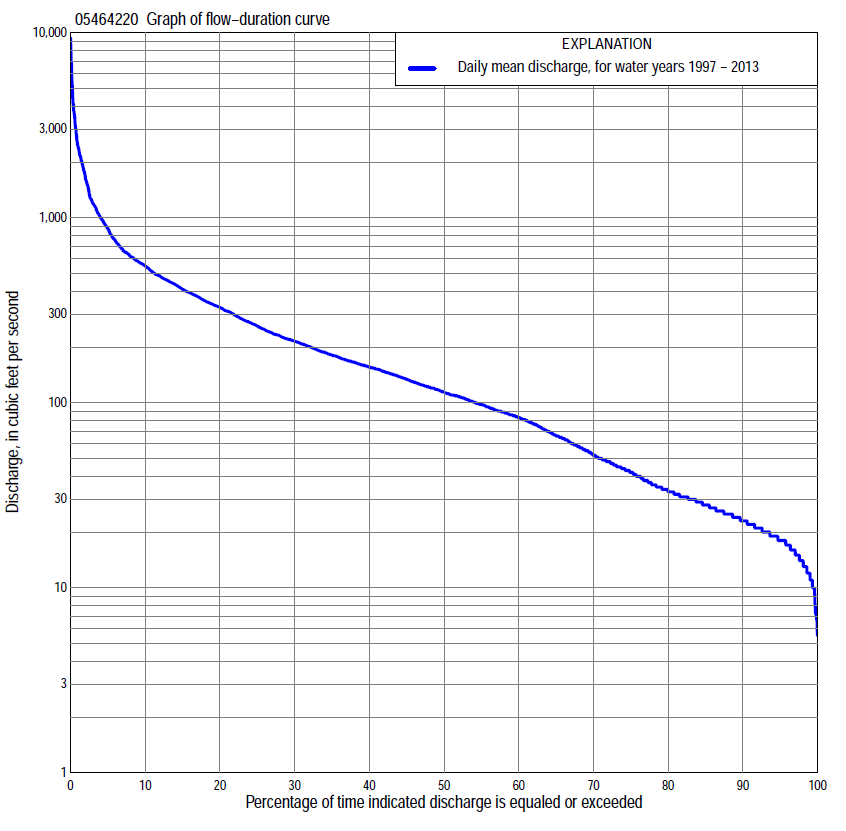 05464220 Graph of flow-duration curve
EXPLANATION
Daily mean discharge, for water years 1997 - 2013
Discharge, in cubic feet per second
10,000
3,000
1,000
300
100
30
10
3
1
0 10 20 30 40 50 60 70 80 90 100
Percentage of time indicated discharge is equaled or exceeded